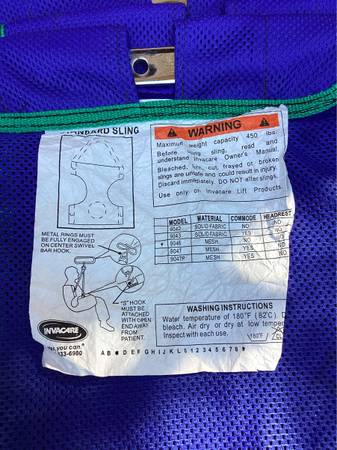 STANDARD SLING
WARNING
Maximum weight capacity 450 lbs.
Before using sling, read and
understand Invacare Owner's Manual.
Bleached, torn, cut, frayed or broken
slings are unsafe and could result in injury.
Discard immediately. DO NOT alter slings.
Use only on Invacare Lift Products.
METAL RINGS MUST
BE FULLY ENGAGED
ON CENTER SWIVEL
BAR HOOK.
MODEL MATERIAL COMMODE HEADREST
9042 SOLID FABRIC NO NO
9043 SOLID FABRIC YES
9046 MESH NO
9047 MESH YES
9047P MESH
"S" HOOK
MUST BE
ATTACHED WITH
OPEN END
AWAY FROM
PATIENT.
INVACARE
you can."
33-6900
WASHING INSTRUCTIONS
Water temperature of 180°F (82°C). D
bleach. Air dry or dry at low temper
Inspect with each use.
180°F
A B D E F G H I J K L 5 1 2 3 4 5 6 7 8